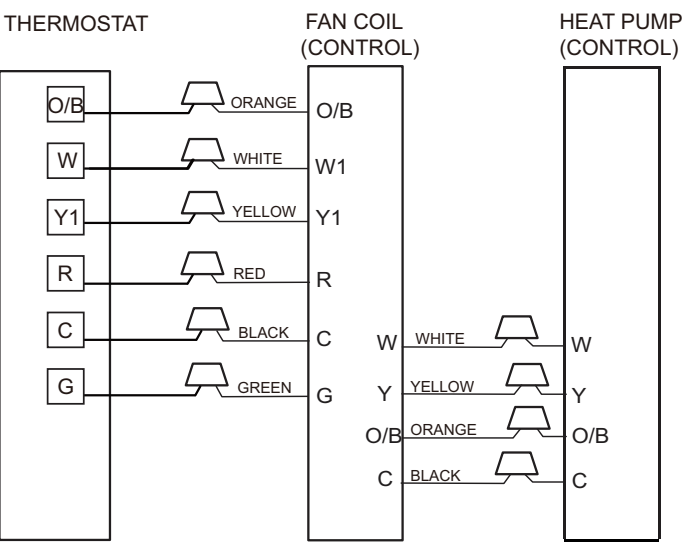 THERMOSTAT
FAN COIL
(CONTROL)
HEAT PUMP
(CONTROL)
O/B ORANGE O/B
W WHITE W1
Y1 YELLOW Y1
R RED R
C BLACK C
G GREEN G
W WHITE W
Y YELLOW Y
O/B ORANGE O/B
C BLACK C